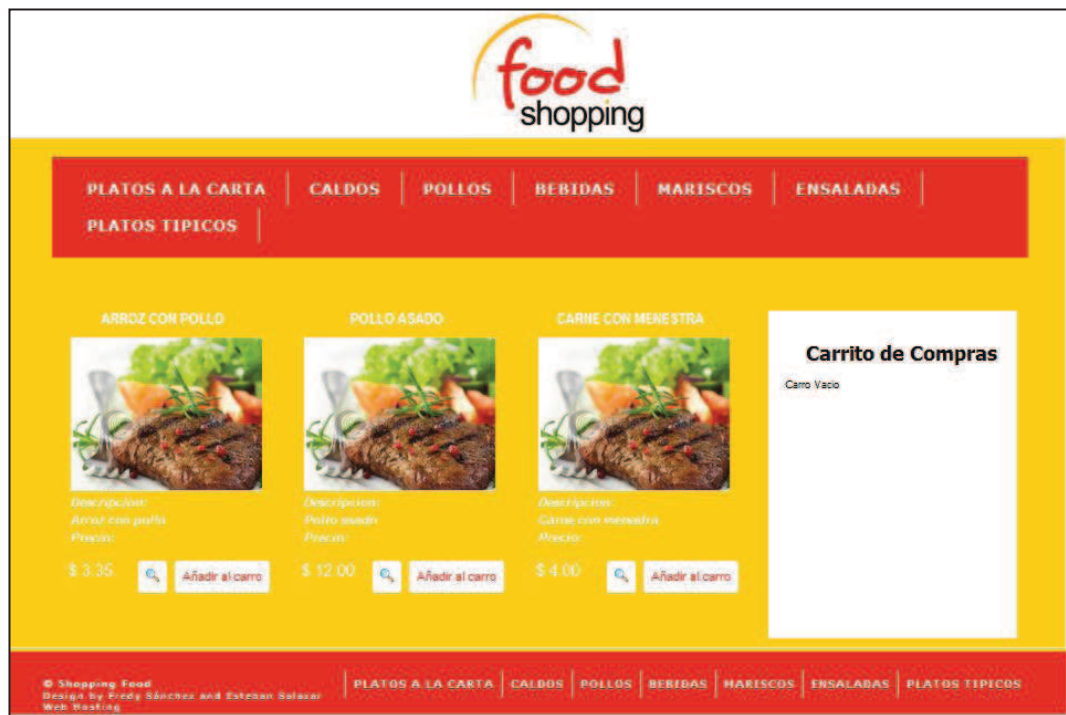 food
shopping
PLATOS A LA CARTA
CALDOS
POLLOS
BEBIDAS
MARISCOS
ENSALADAS
PLATOS TIPICOS
ARROZ CON POLLO
Descripcion:
Arroz con pollo
Precio:
$ 3.35
Añadir al carro
POLLO ASADO
Descripcion:
Pollo asado
Precio:
$ 12.00
Añadir al carro
CARNE CON MENESTRA
Descripcion:
Carne con menestra
Precio:
$ 4.00
Añadir al carro
Carrito de Compras
Carro Vacio
© Shopping Food
Design by Fredy Sánchez and Esteban Salazar
Web Hosting
PLATOS A LA CARTA
CALDOS
POLLOS
BEBIDAS
MARISCOS
ENSALADAS
PLATOS TIPICOS